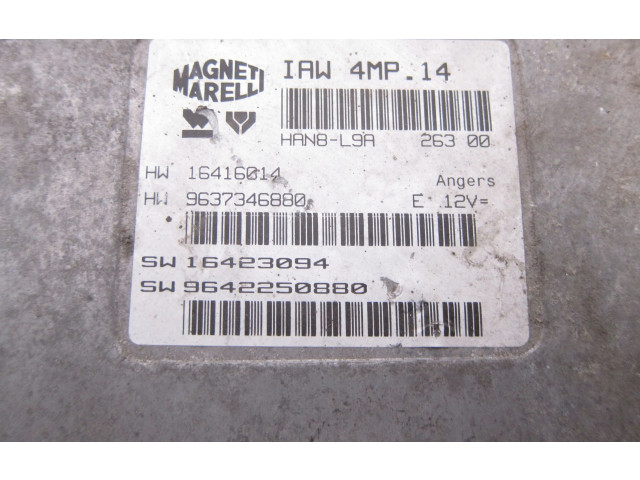 MAGNETI MARELLI
IAW 4MP.14
HAN8-L9A 263 00
HW 16416014 Angers
HW 9637346880 E 12V=
SW 16423094
SW 9642250880